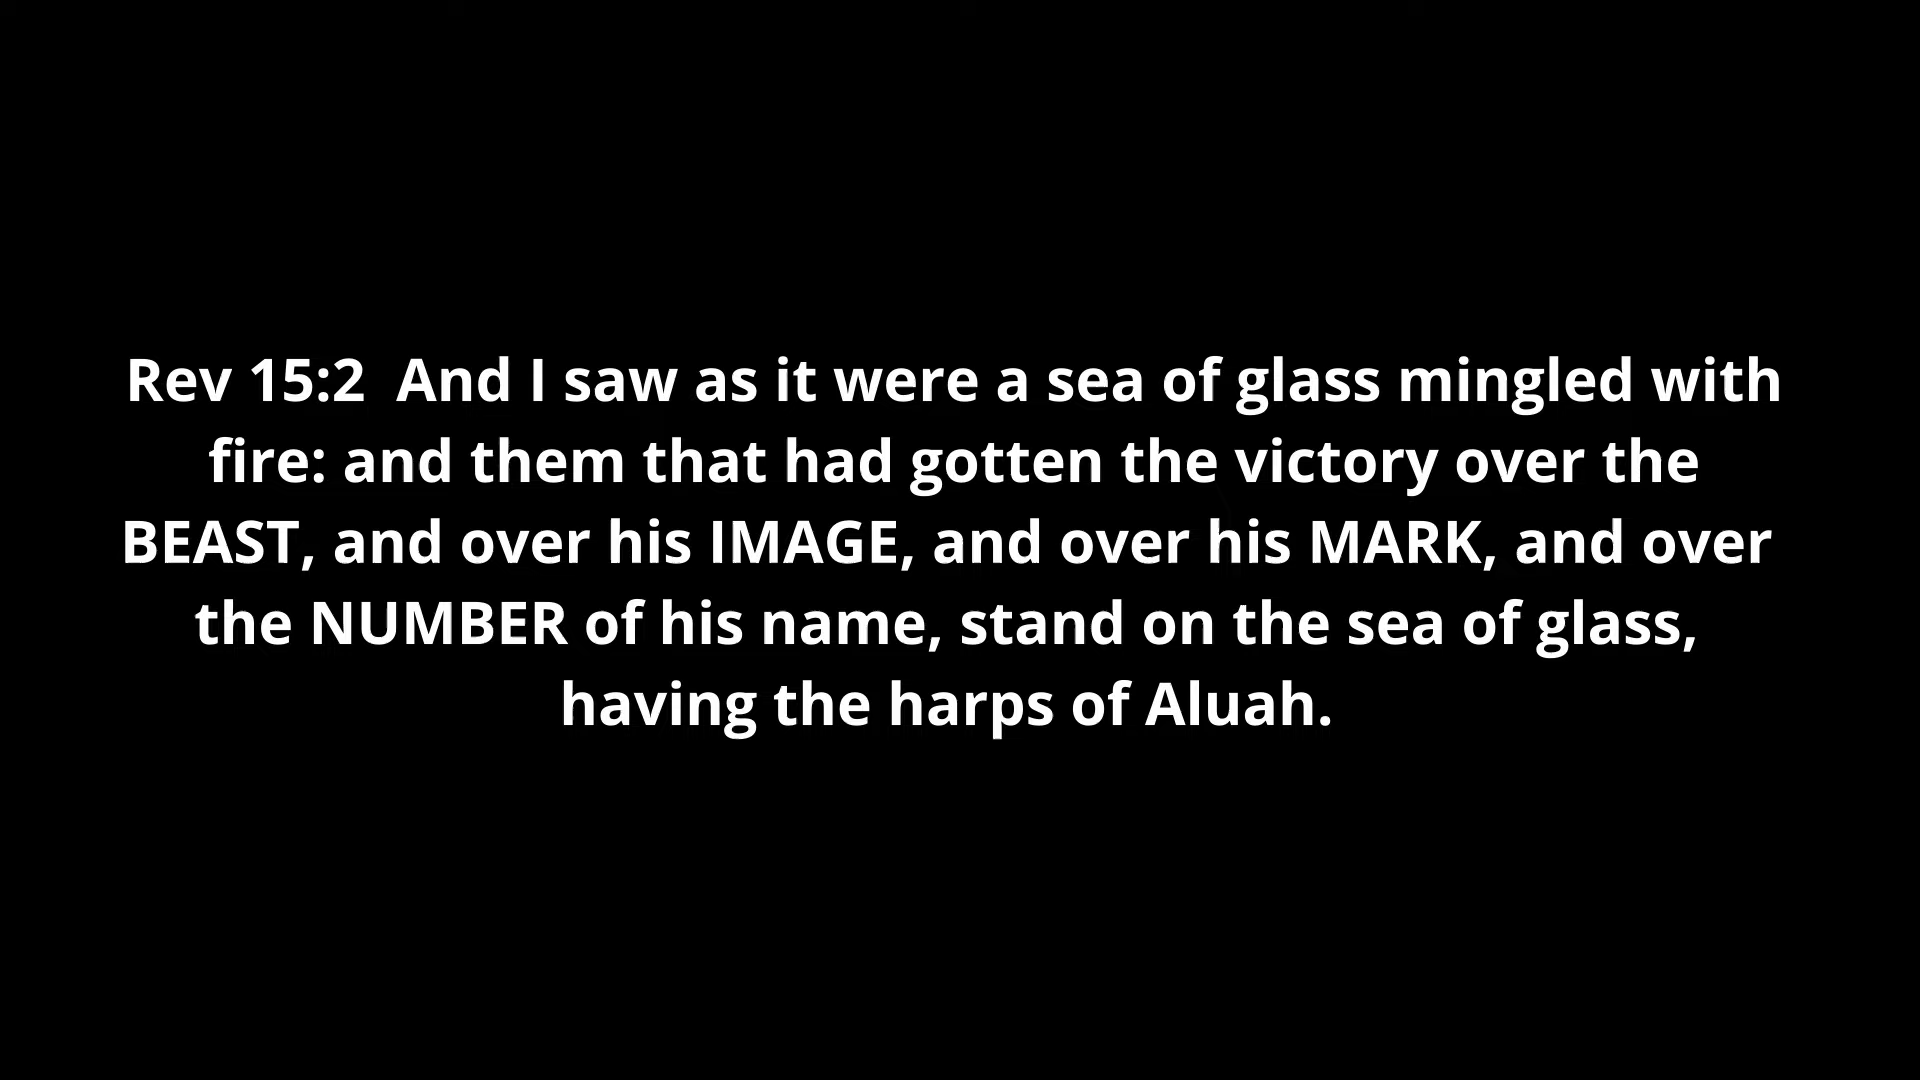 Rev 15:2  And I saw as it were a sea of glass mingled with
fire: and them that had gotten the victory over the
BEAST, and over his IMAGE, and over his MARK, and over
the NUMBER of his name, stand on the sea of glass,
having the harps of Aluah.